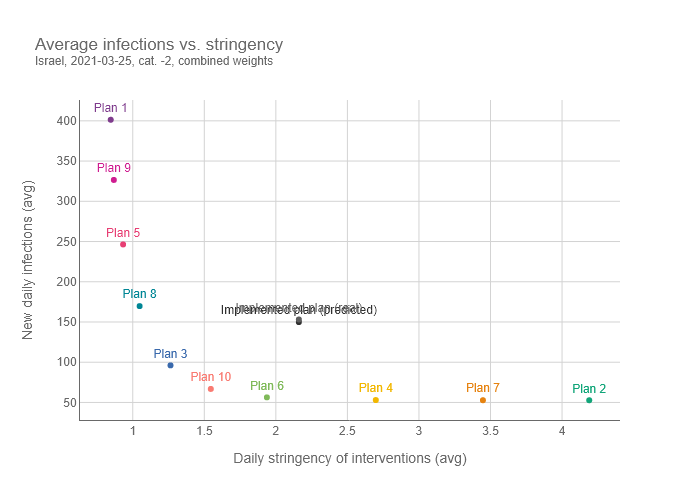 Average infections vs. stringency
Israel, 2021-03-25, cat. -2, combined weights
New daily infections (avg)
400
350
300
250
200
150
100
50
Plan 1
Plan 9
Plan 5
Plan 8
Implemented plan (real)
Implemented plan (predicted)
Plan 3
Plan 10
Plan 6
Plan 4
Plan 7
Plan 2
1
1.5
2
2.5
3
3.5
4
Daily stringency of interventions (avg)